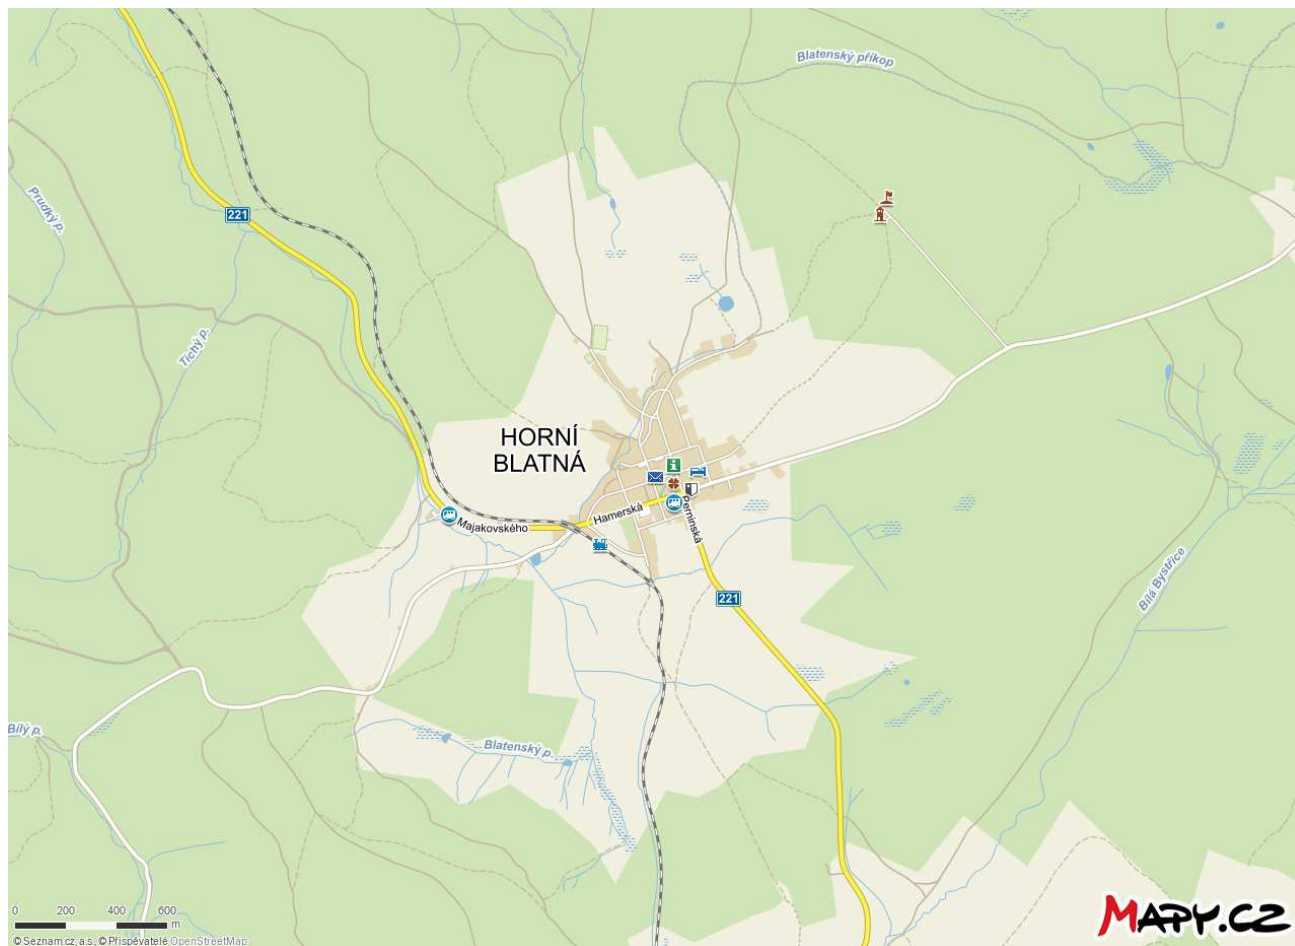 Blatenský příkop
Prudký p.
221
Tichý p.
HORNÍ
BLATNÁ
Hamerská
Majakovského
Perninská
221
Bílá Bystřice
Bílý p.
Blatenský p.
0 200 400 600
m
© Seznam.cz, a.s., © Přispěvatelé OpenStreetMap
MAPY.CZ